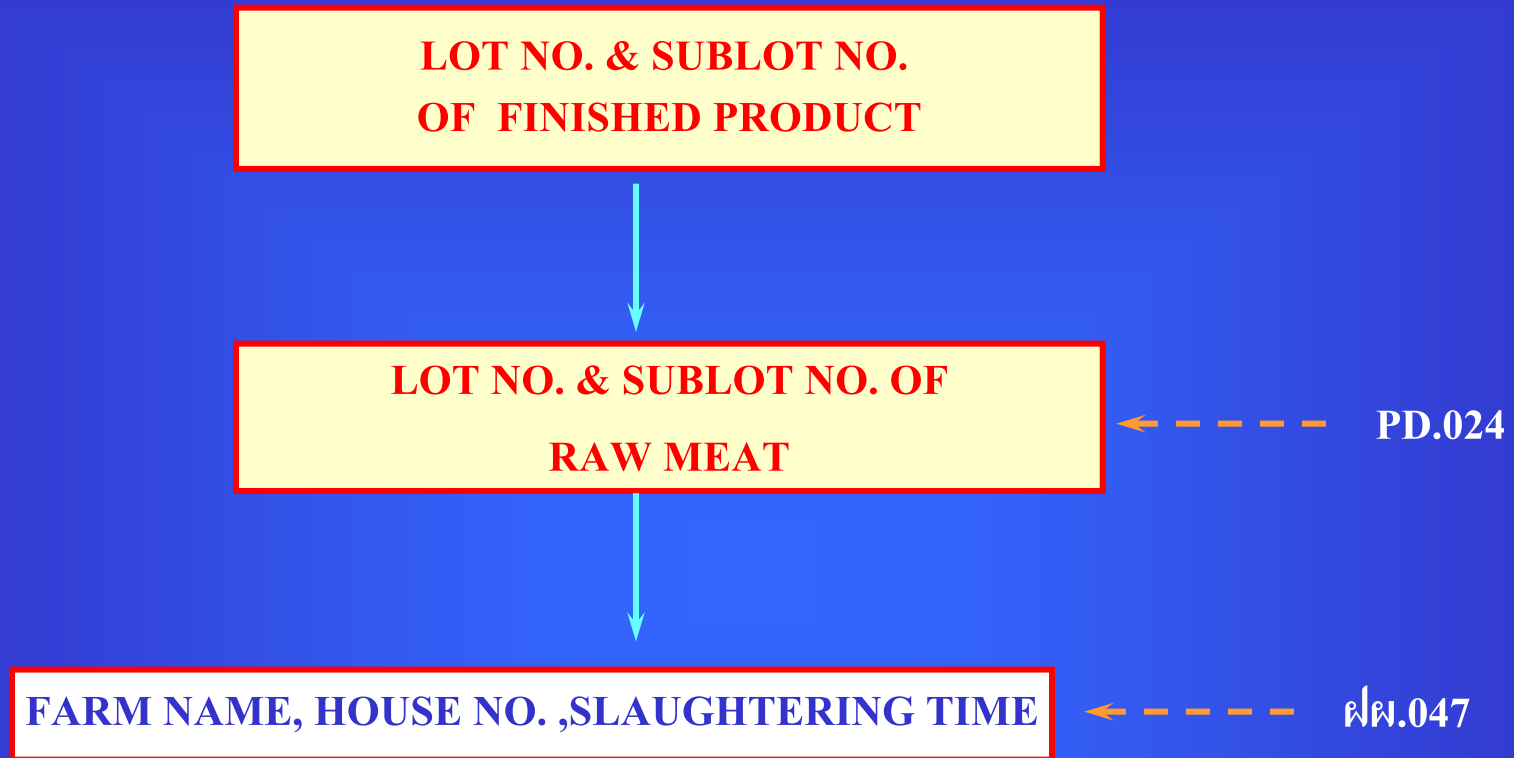 LOT NO. & SUBLOT NO.
OF FINISHED PRODUCT
LOT NO. & SUBLOT NO. OF
RAW MEAT
PD.024
FARM NAME, HOUSE NO. ,SLAUGHTERING TIME
ฝผ.047